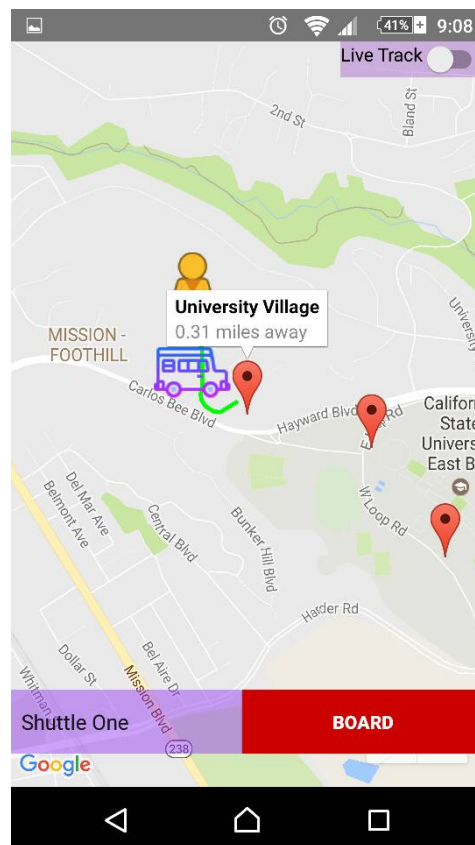 41% 9:08
Live Track
2nd St
Bland St
University Village
0.31 miles away
University
MISSION -
FOOTHILL
Carlos Bee Blvd
Hayward Blvd
Rd
Californ
State
Univers
East B
W Loop Rd
Del Mar Ave
Belmont Ave
Central Blvd
Bunker Hill Blvd
Harder Rd
Dollar St
Bel Aire Dr
Whitman
Mission Blvd
Shuttle One
BOARD
238
Google